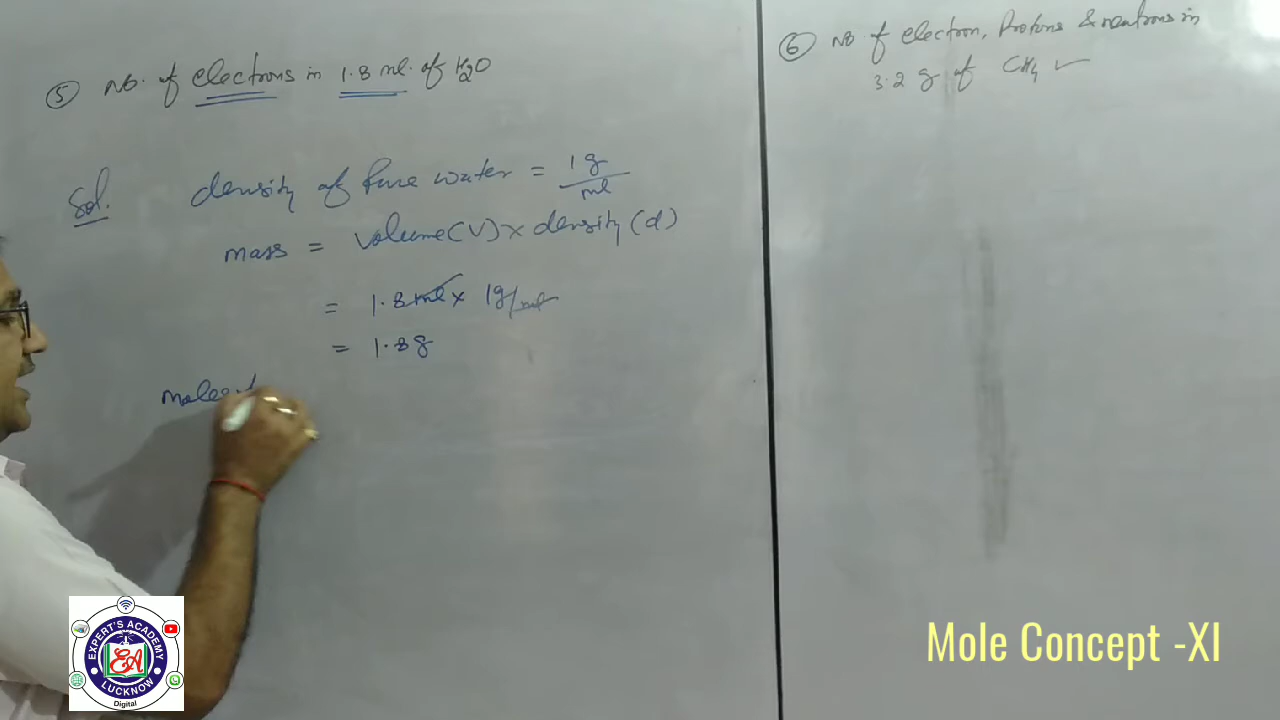 ⑤ No. of electrons in 1.8 ml. of H2O
Sol. density of Pure water = 1g/ml
mass = Volume(V) × density (d)
= 1.8 ml × 1g/ml
= 1.8g
⑥ No of electron, Protons & neutrons in
3.2 g of CH4 ✓
EXPERT'S ACADEMY
EA
LUCKNOW
Digital
Mole Concept -XI